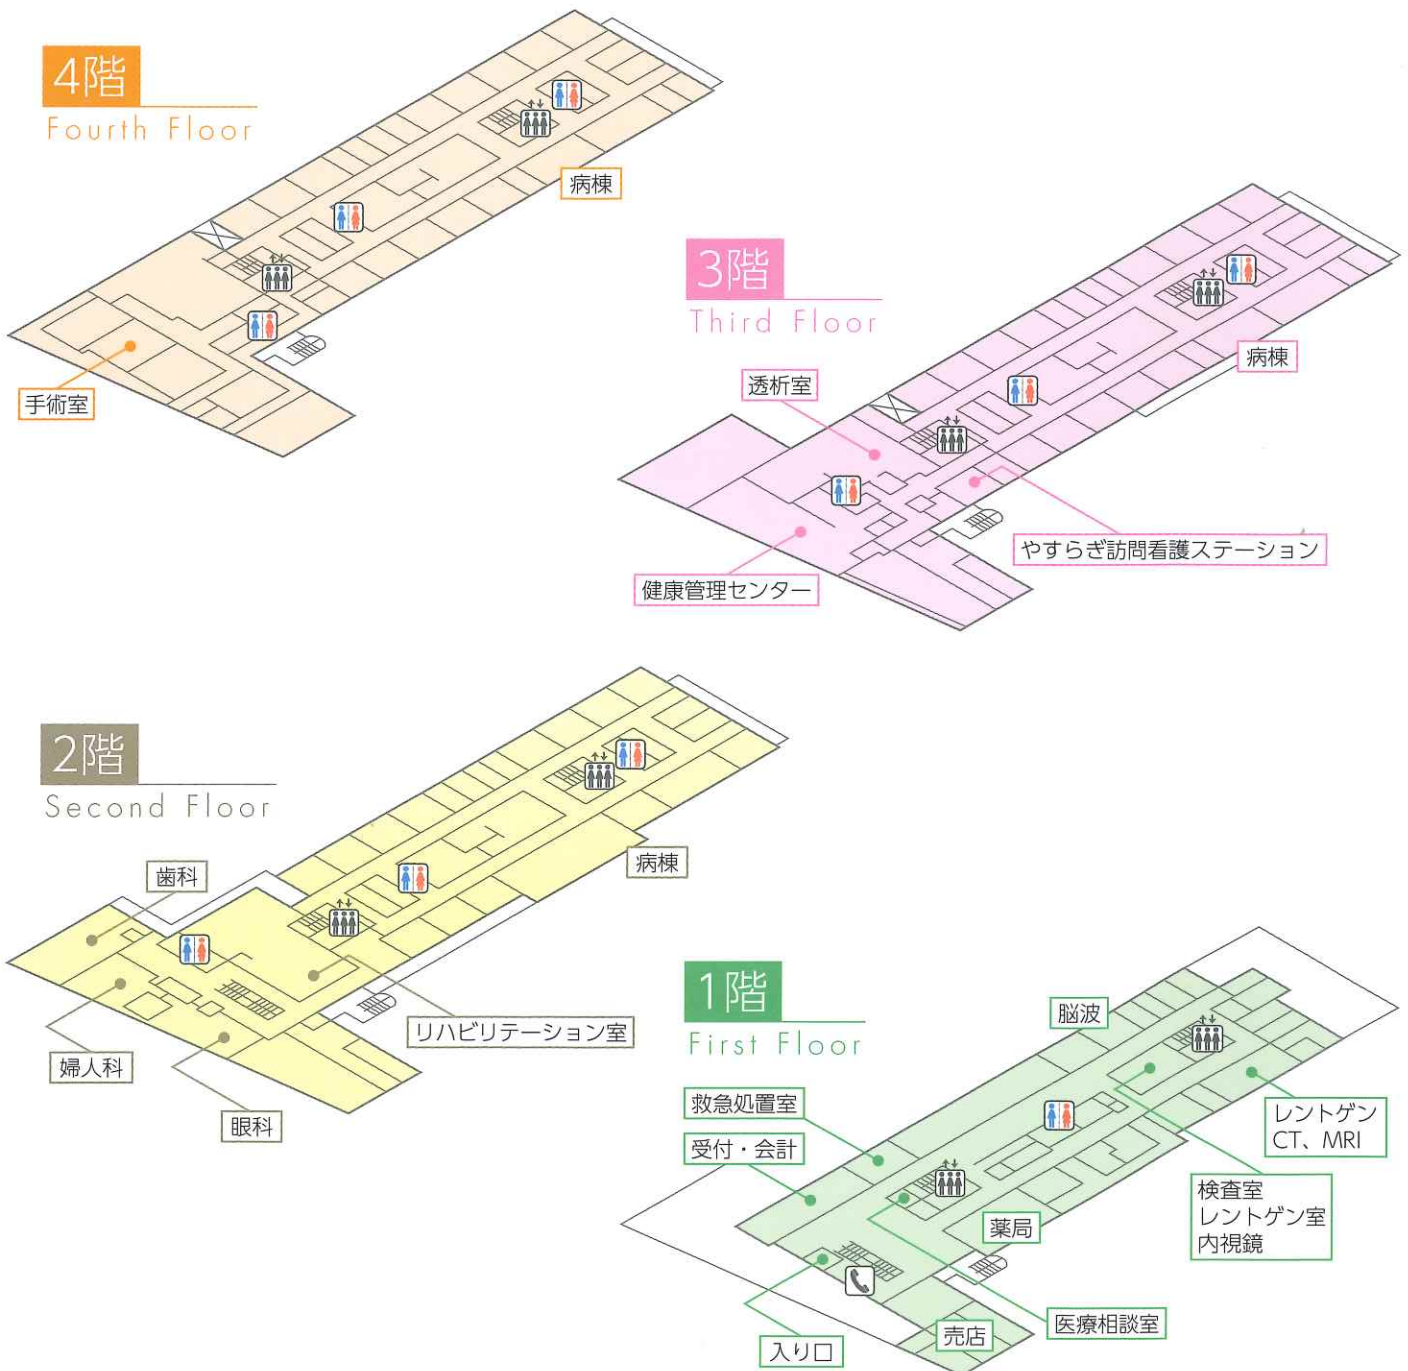 4階
Fourth Floor
病棟
手術室
3階
Third Floor
病棟
透析室
やすらぎ訪問看護ステーション
健康管理センター
2階
Second Floor
歯科
病棟
リハビリテーション室
婦人科
眼科
1階
First Floor
脳波
救急処置室
受付・会計
レントゲン
CT、MRI
検査室
レントゲン室
内視鏡
薬局
医療相談室
売店
入り口